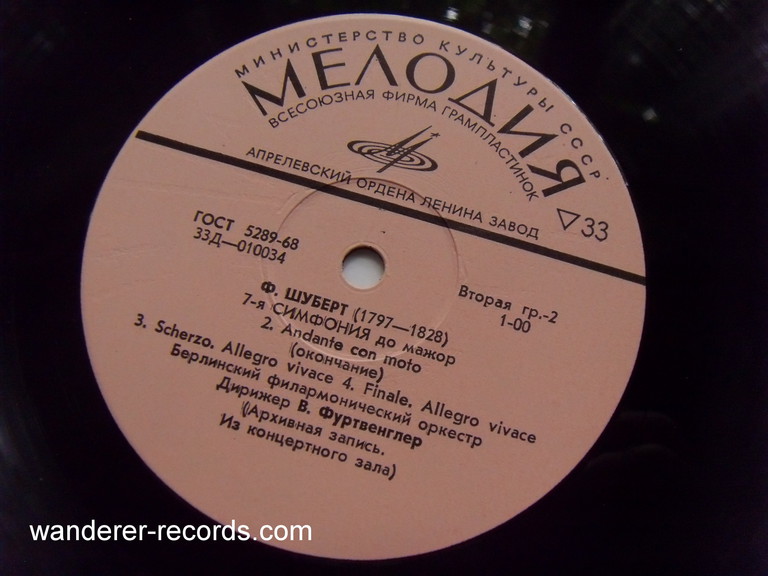 МИНИСТЕРСТВО КУЛЬТУРЫ СССР
МЕЛОДИЯ
ВСЕСОЮЗНАЯ ФИРМА ГРАМПЛАСТИНОК
АПРЕЛЕВСКИЙ ОРДЕНА ЛЕНИНА ЗАВОД
▽33
ГОСТ 5289-68
33Д—010034
Вторая гр.-2
1-00
Ф. ШУБЕРТ (1797—1828)
7-я СИМФОНИЯ до мажор
2. Andante con moto
(окончание)
3. Scherzo. Allegro vivace 4. Finale. Allegro vivace
Берлинский филармонический оркестр
Дирижер В. Фуртвенглер
(Архивная запись.
Из концертного зала)
wanderer-records.com